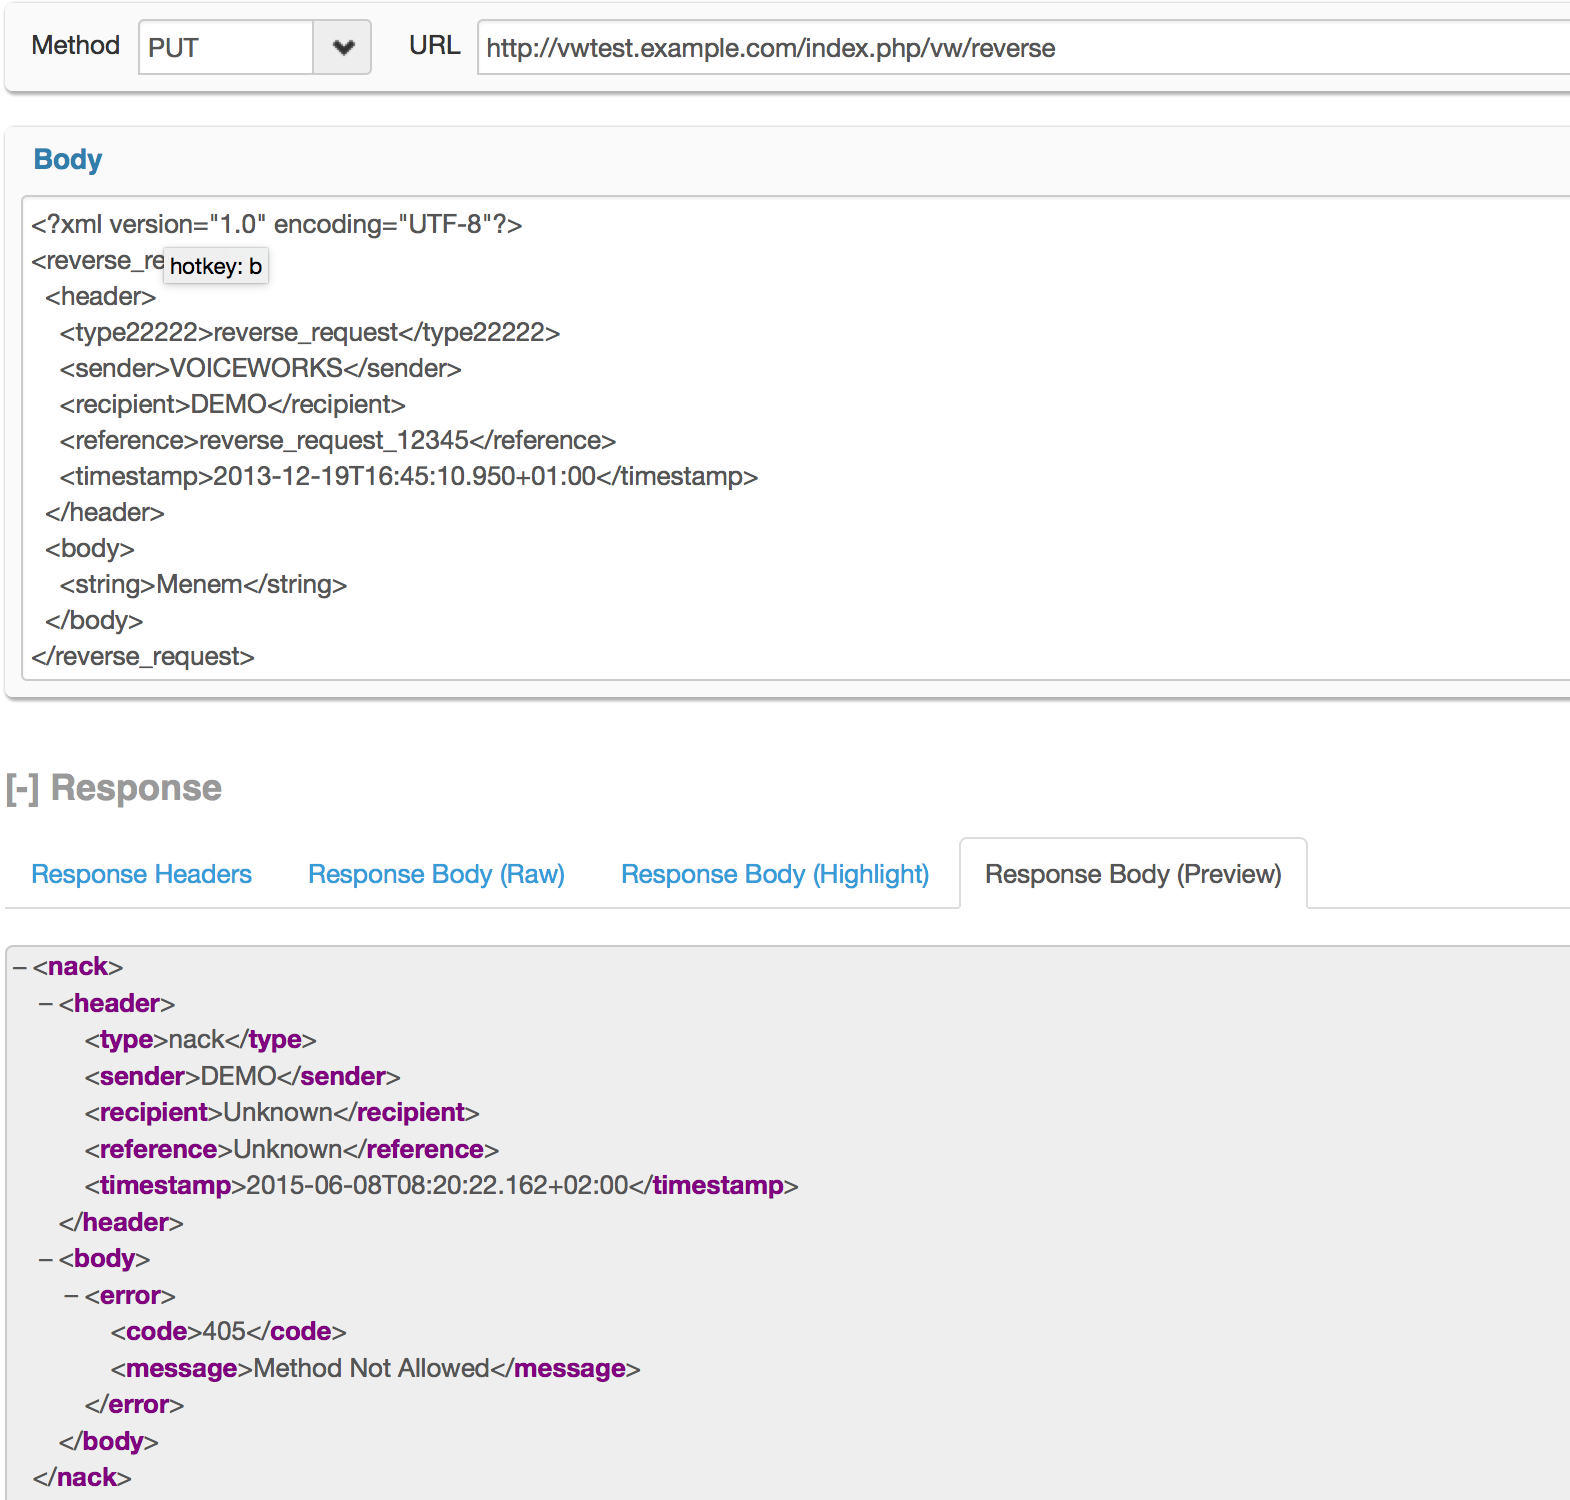 Method PUT URL http://vwtest.example.com/index.php/vw/reverse
Body
<?xml version="1.0" encoding="UTF-8"?>
<reverse_re hotkey: b
<header>
<type22222>reverse_request</type22222>
<sender>VOICEWORKS</sender>
<recipient>DEMO</recipient>
<reference>reverse_request_12345</reference>
<timestamp>2013-12-19T16:45:10.950+01:00</timestamp>
</header>
<body>
<string>Menem</string>
</body>
</reverse_request>
[-] Response
Response Headers Response Body (Raw) Response Body (Highlight) Response Body (Preview)
– <nack>
– <header>
<type>nack</type>
<sender>DEMO</sender>
<recipient>Unknown</recipient>
<reference>Unknown</reference>
<timestamp>2015-06-08T08:20:22.162+02:00</timestamp>
</header>
– <body>
– <error>
<code>405</code>
<message>Method Not Allowed</message>
</error>
</body>
</nack>